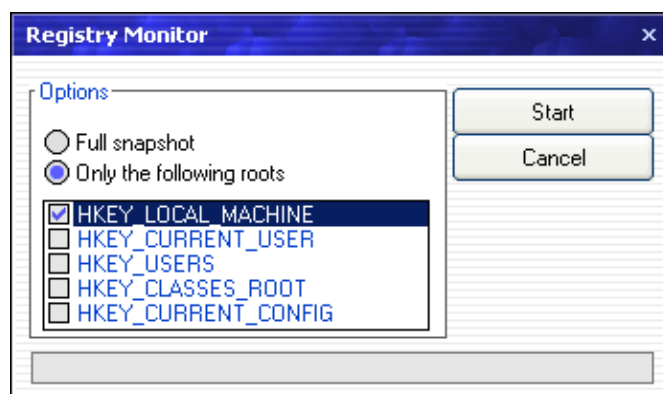 Registry Monitor
Options
Full snapshot
Only the following roots
HKEY_LOCAL_MACHINE
HKEY_CURRENT_USER
HKEY_USERS
HKEY_CLASSES_ROOT
HKEY_CURRENT_CONFIG
Start
Cancel